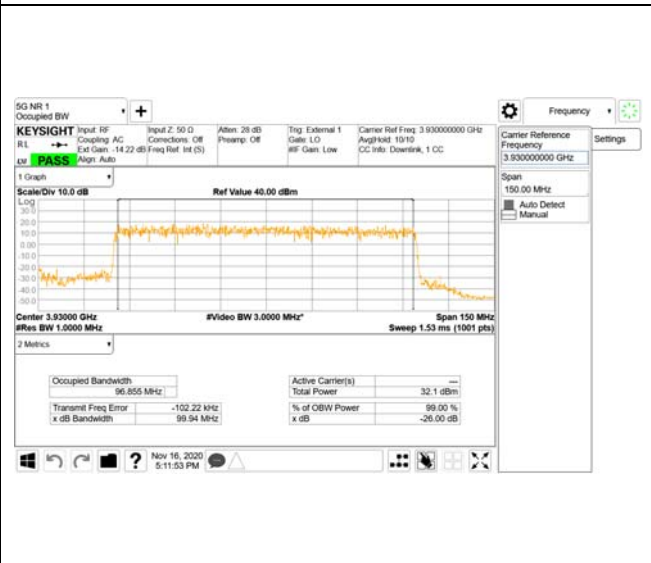 5G NR 1
Occupied BW
Frequency
KEYSIGHT
Input: RF
Input Z: 50 Ω
Atten: 28 dB
Trig: External 1
Carrier Ref Freq: 3.930000000 GHz
RL
Coupling: AC
Corrections: Off
Preamp: Off
Gate: LO
Avg|Hold: 10/10
Ext Gain: -14.22 dB
Freq Ref: Int (S)
#IF Gain: Low
CC Info: Downlink, 1 CC
PASS
Align: Auto
Carrier Reference
Frequency
3.930000000 GHz
Settings
Span
150.00 MHz
Auto Detect
Manual
1 Graph
Scale/Div 10.0 dB
Ref Value 40.00 dBm
Log
30.0
20.0
10.0
0.00
-10.0
-20.0
-30.0
-40.0
-50.0
Center 3.93000 GHz
#Video BW 3.0000 MHz*
Span 150 MHz
#Res BW 1.0000 MHz
Sweep 1.53 ms (1001 pts)
2 Metrics
Occupied Bandwidth
96.855 MHz
Active Carrier(s)
---
Total Power
32.1 dBm
Transmit Freq Error
-102.22 kHz
% of OBW Power
99.00 %
x dB Bandwidth
99.94 MHz
x dB
-26.00 dB
?
Nov 16, 2020
5:11:53 PM